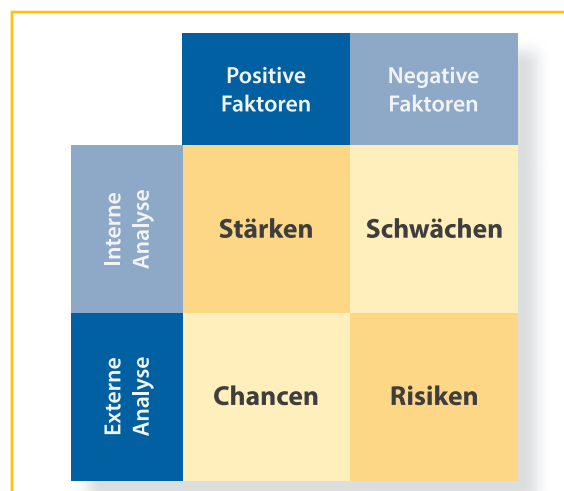 Positive
Faktoren
Negative
Faktoren
Interne
Analyse
Stärken
Schwächen
Externe
Analyse
Chancen
Risiken